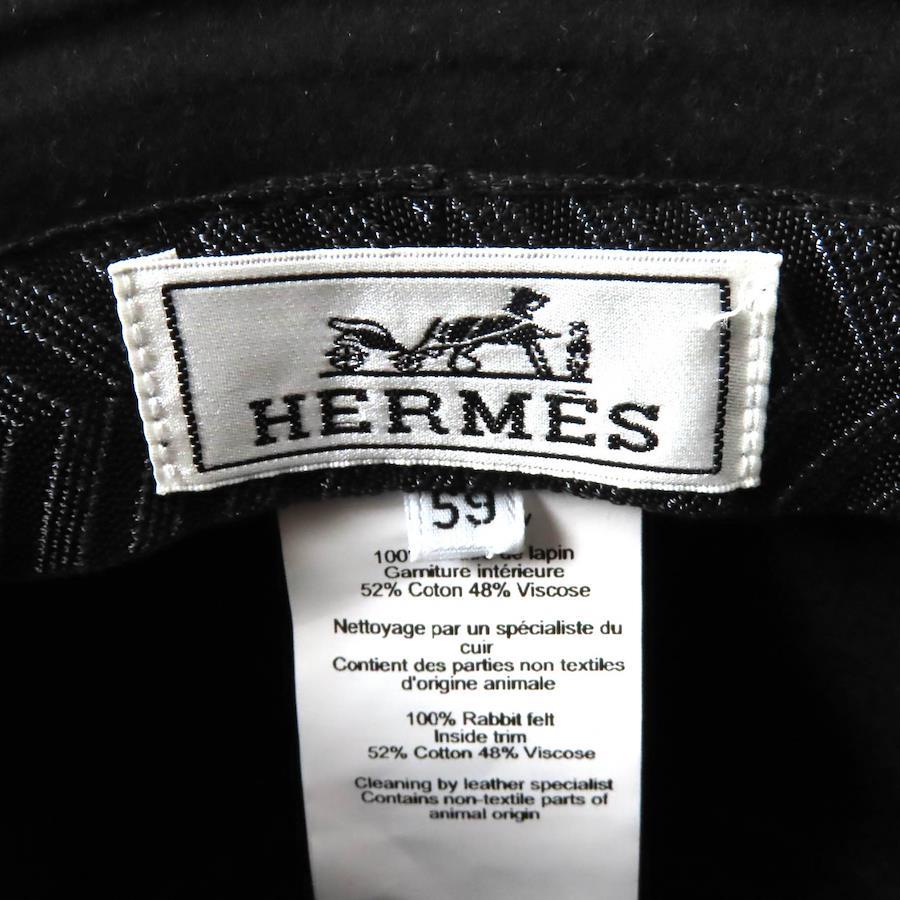 HERMÈS
59
100% de lapin
Garniture intérieure
52% Coton 48% Viscose
Nettoyage par un spécialiste du
cuir
Contient des parties non textiles
d'origine animale
100% Rabbit felt
Inside trim
52% Cotton 48% Viscose
Cleaning by leather specialist
Contains non-textile parts of
animal origin